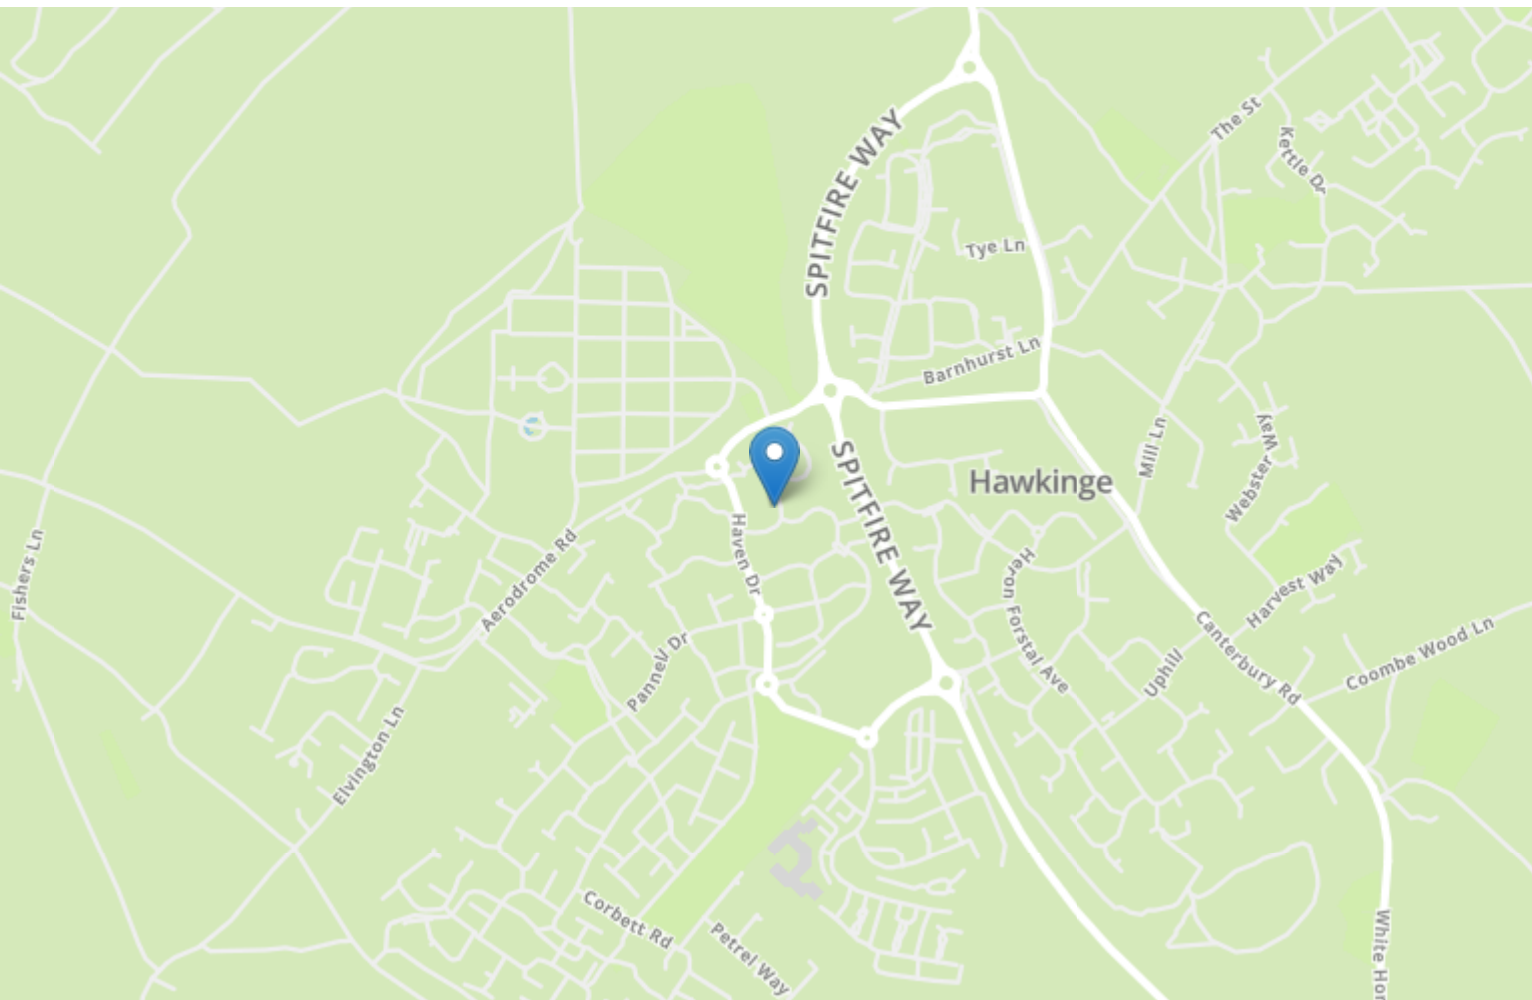 The St
Kettle Dr
SPITFIRE WAY
Tye Ln
Barnhurst Ln
Mill Ln
Webster Way
Hawkinge
SPITFIRE WAY
Haven Dr
Aerodrome Rd
Fishers Ln
Heron Forstal Ave
Harvest Way
Canterbury Rd
Coombe Wood Ln
Uphill
Pannell Dr
Elvington Ln
Corbett Rd
Petrel Way
White Hor